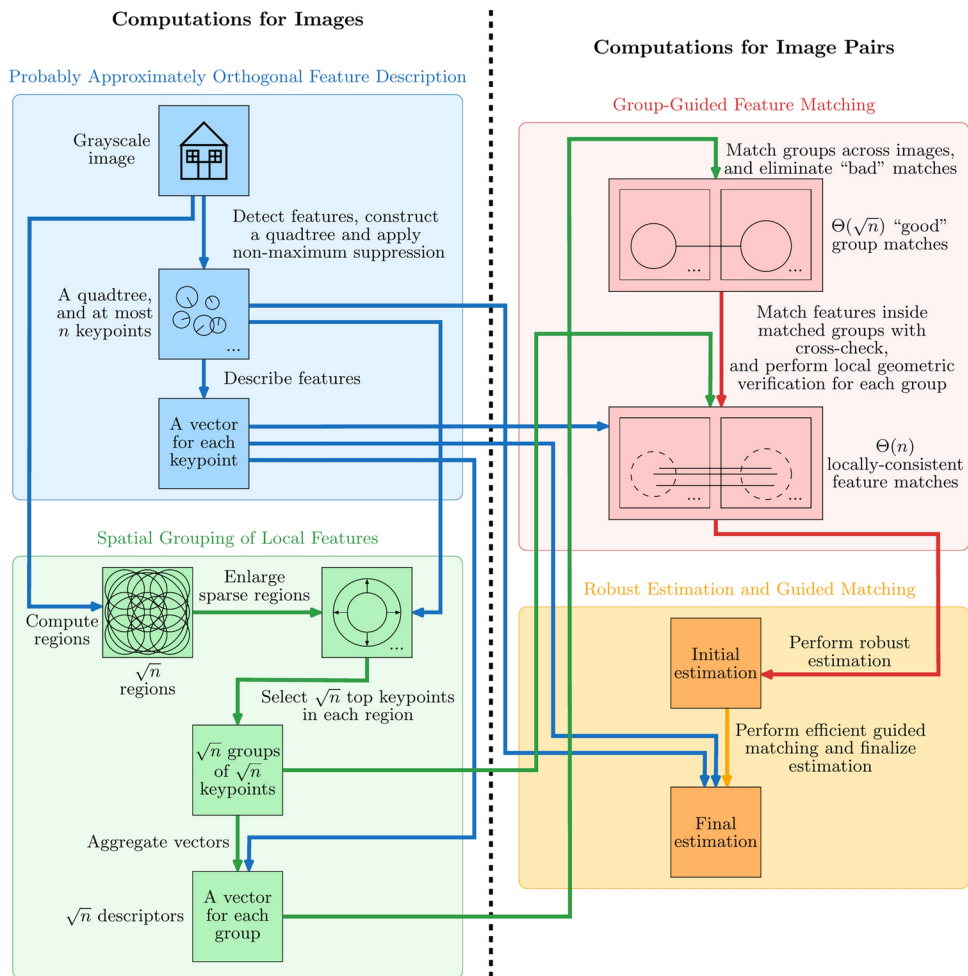 Computations for Images
Probably Approximately Orthogonal Feature Description
Grayscale
image
Detect features, construct
a quadtree and apply
non-maximum suppression
A quadtree,
and at most
n keypoints
...
Describe features
A vector
for each
keypoint
Spatial Grouping of Local Features
Compute
regions
√n
regions
Enlarge
sparse regions
...
Select √n top keypoints
in each region
√n groups
of √n
keypoints
Aggregate vectors
√n descriptors
A vector
for each
group
Computations for Image Pairs
Group-Guided Feature Matching
Match groups across images,
and eliminate “bad” matches
... ...
Θ(√n) “good”
group matches
Match features inside
matched groups with
cross-check,
and perform local geometric
verification for each group
... ...
Θ(n)
locally-consistent
feature matches
Robust Estimation and Guided Matching
Initial
estimation
Perform robust
estimation
Perform efficient guided
matching and finalize
estimation
Final
estimation